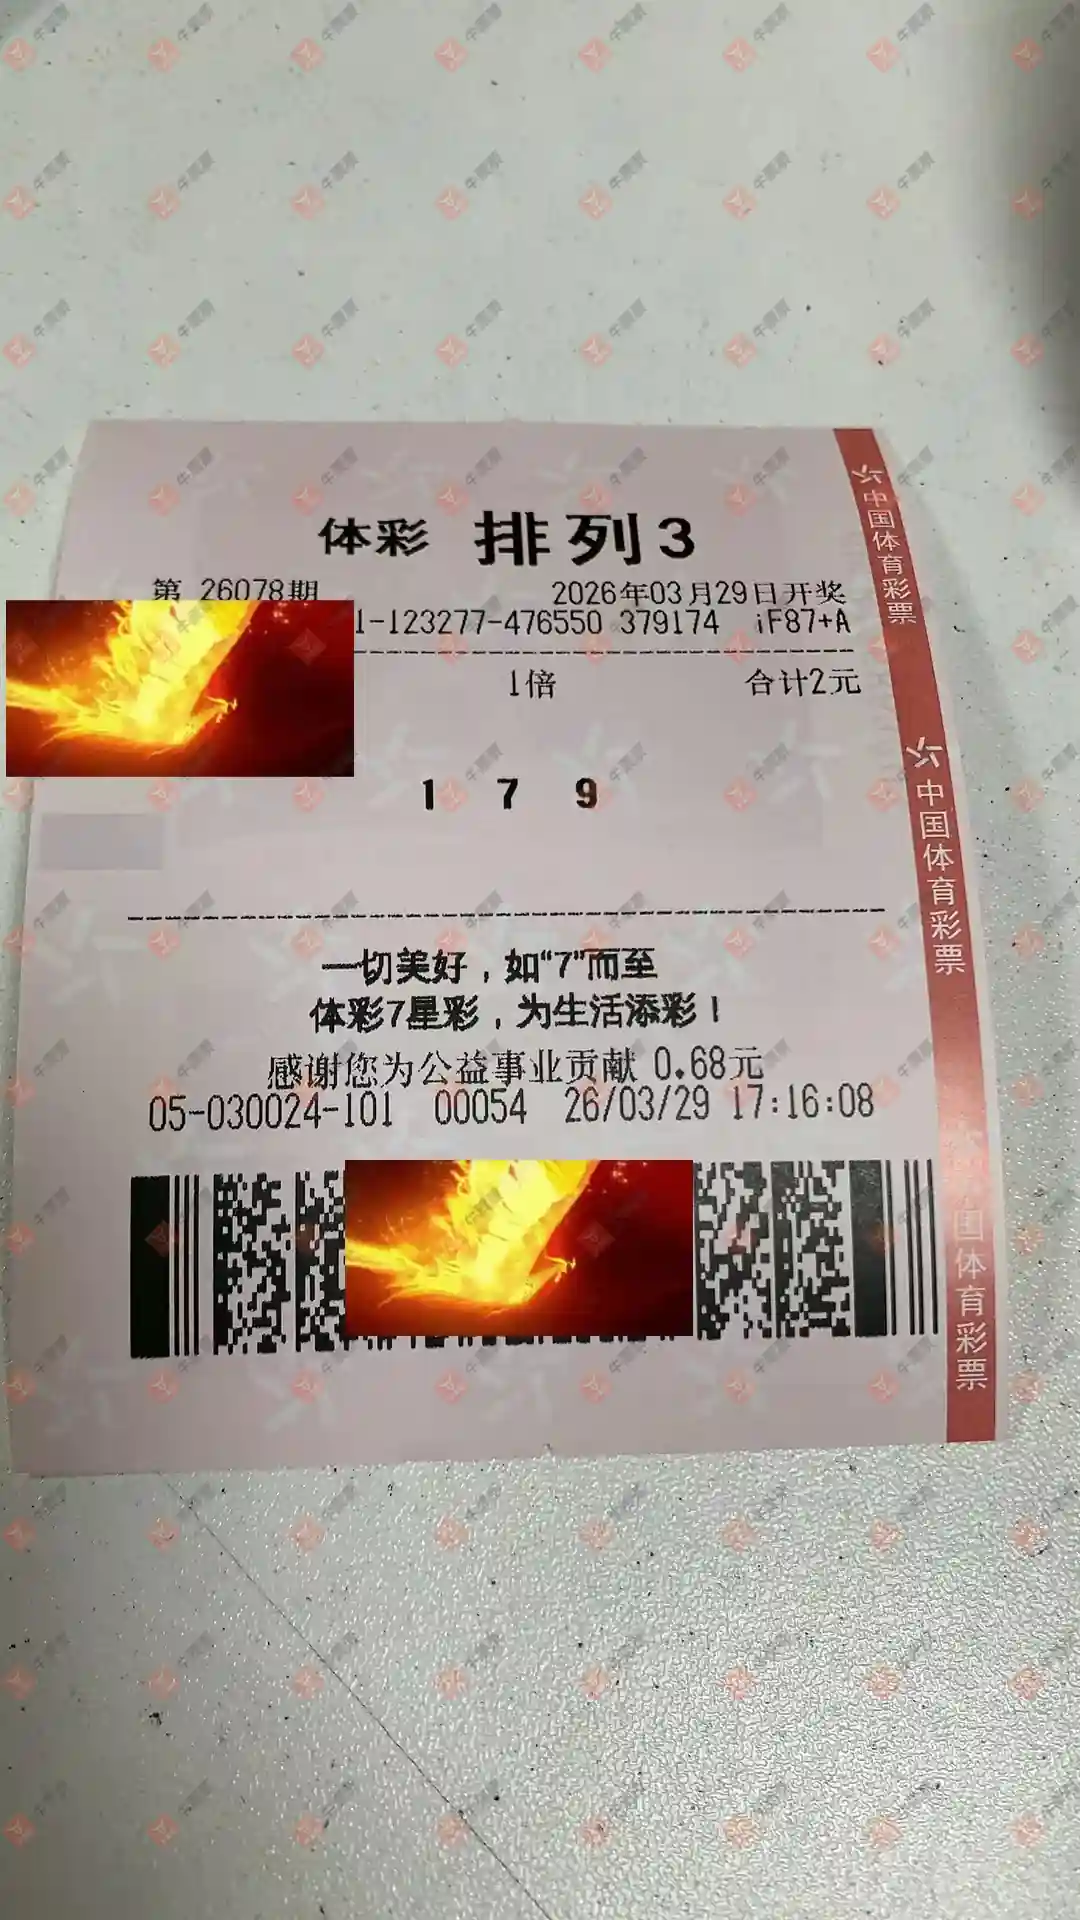 体彩 排列3
第 26078期 2026年03月29日开奖
1-123277-476550 379174 iF87+A
1倍 合计2元
1 7 9
一切美好，如“7”而至
体彩7星彩，为生活添彩！
感谢您为公益事业贡献 0.68元
05-030024-101 00054 26/03/29 17:16:08
中国体育彩票
中国体育彩票
中国体育彩票